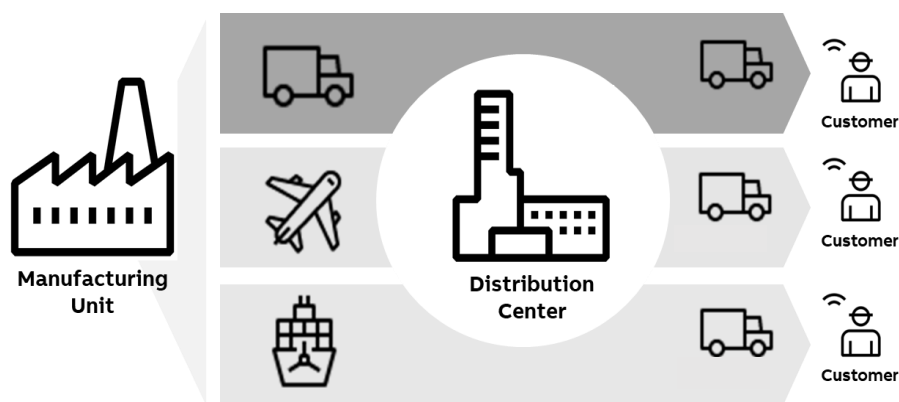 Manufacturing
Unit
Distribution
Center
Customer
Customer
Customer